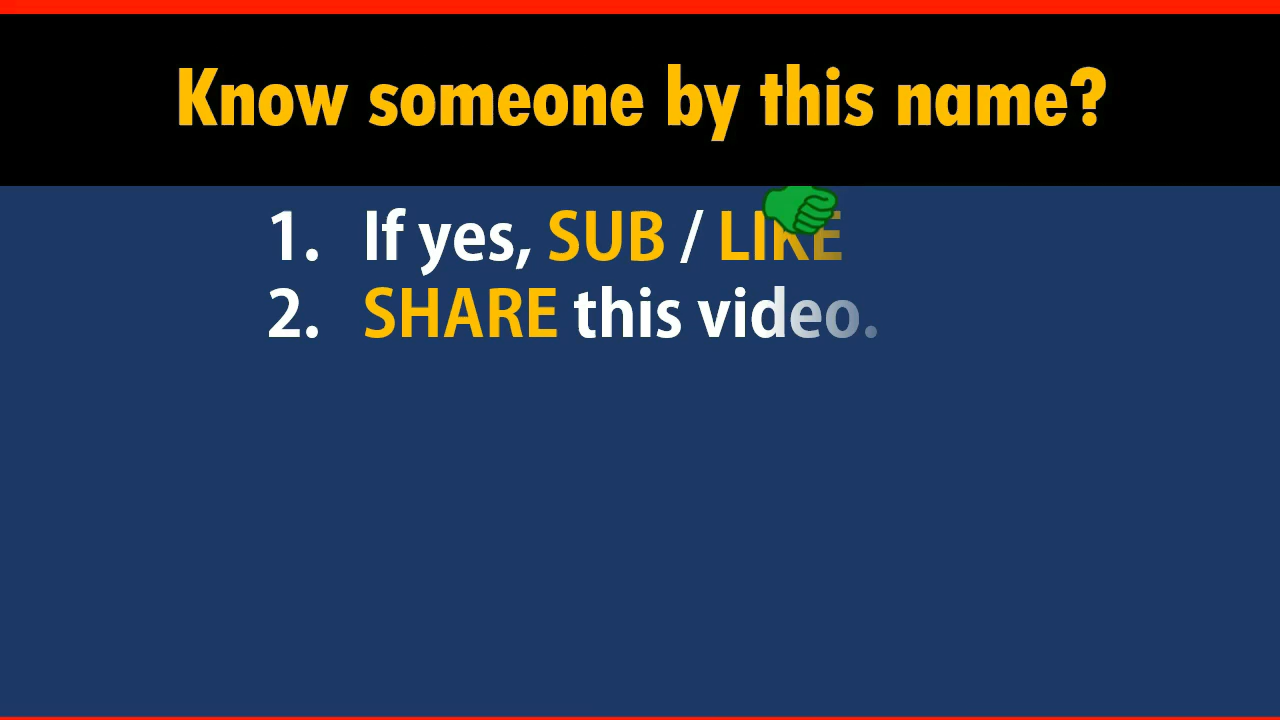 Know someone by this name?
1. If yes, SUB / LIKE
2. SHARE this video.